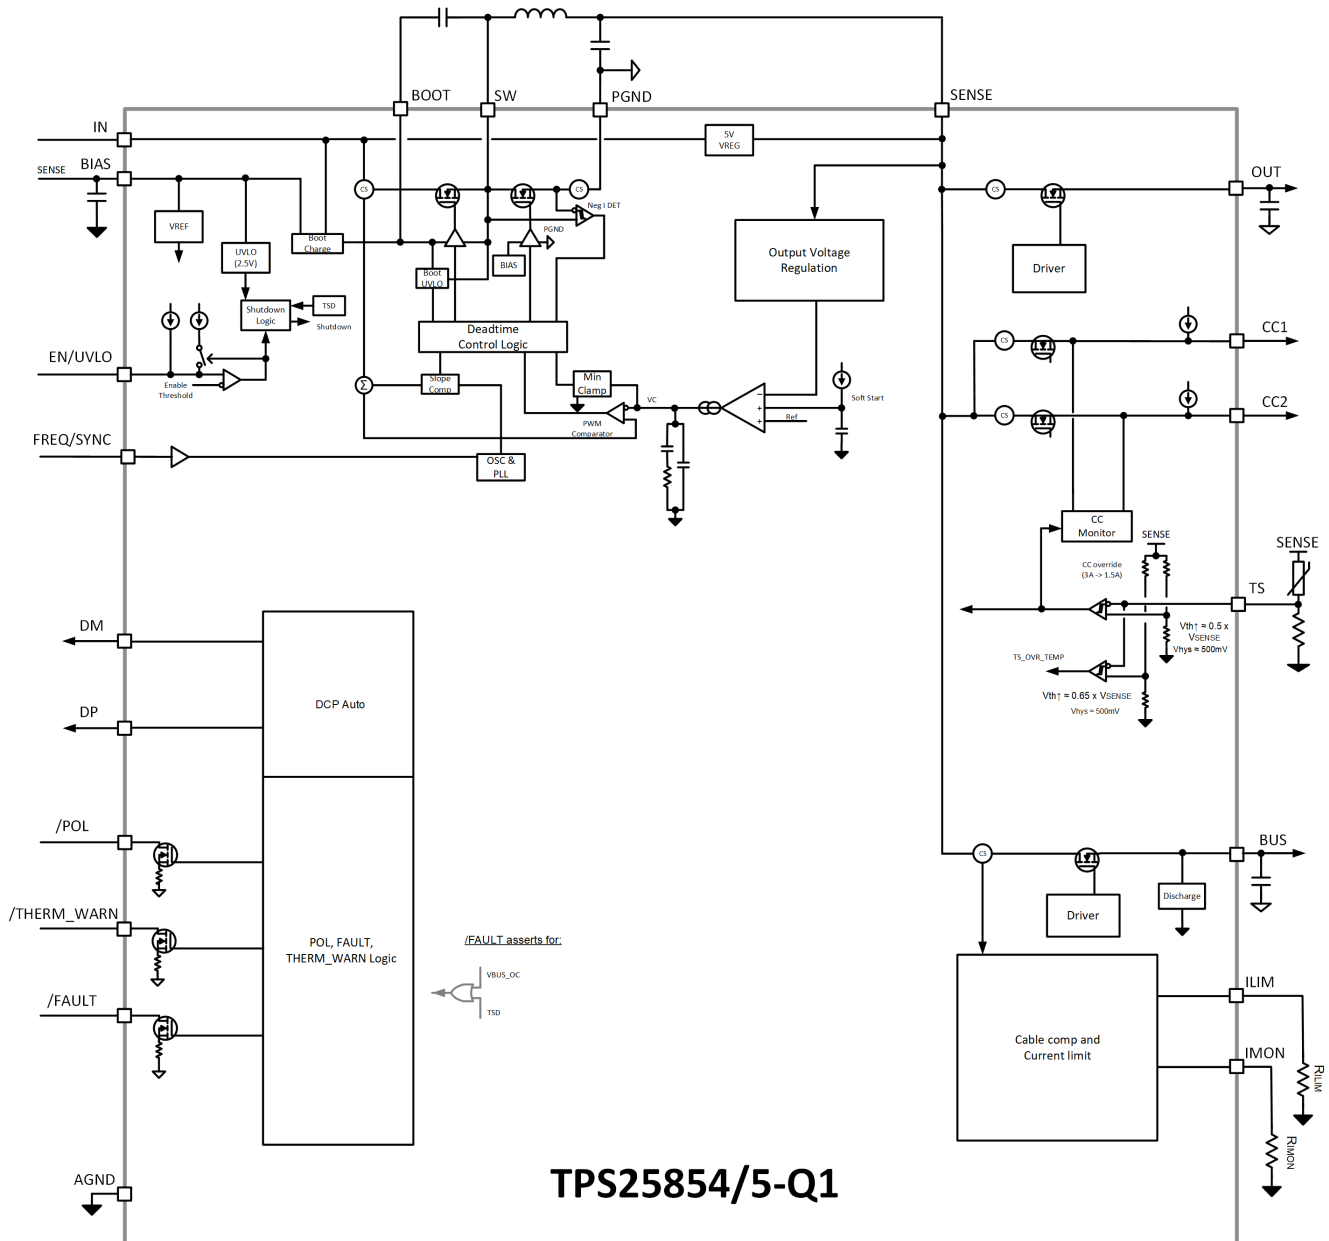 BOOT
SW
PGND
SENSE
IN
5V
VREG
SENSE
BIAS
OUT
CS
CS
CS
CS
Neg I DET
VREF
PGND
Boot
Charge
UVLO
(2.5V)
BIAS
Boot
UVLO
Output Voltage
Regulation
Driver
Shutdown
Logic
TSD
Shutdown
Deadtime
Control Logic
CS
CC1
EN/UVLO
Enable
Threshold
Σ
Slope
Comp
Min
Clamp
VC
Soft Start
−
+
+
Ref
PWM
Comparator
CS
CC2
FREQ/SYNC
OSC &
PLL
CC
Monitor
SENSE
SENSE
CC override
(3A -> 1.5A)
TS
Vth↑ ≈ 0.5 x
VSENSE
Vhys ≈ 500mV
TS_OVR_TEMP
Vth↑ ≈ 0.65 x VSENSE
Vhys ≈ 500mV
DM
DCP Auto
DP
/POL
CS
BUS
Discharge
Driver
/THERM_WARN
POL, FAULT,
THERM_WARN Logic
/FAULT asserts for:
VBUS_OC
TSD
/FAULT
ILIM
Cable comp and
Current limit
IMON
RILIM
RIMON
AGND
TPS25854/5-Q1